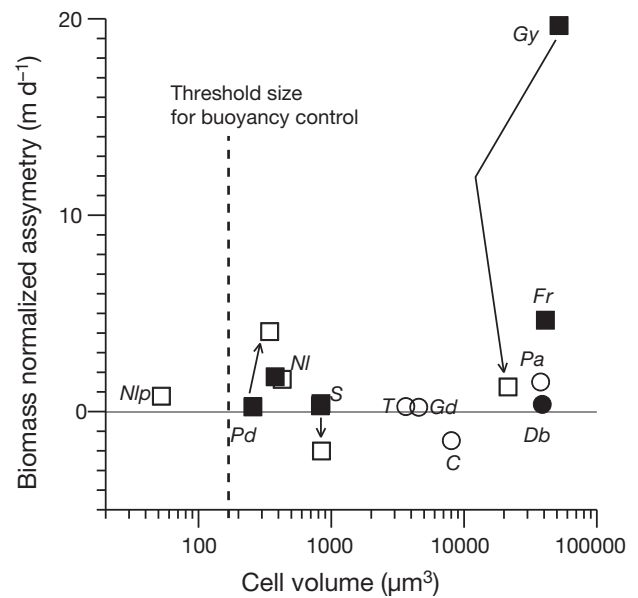 20
Gy
Threshold size
for buoyancy control
Biomass normalized assymetry (m d–1)
10
Fr
Nl
Pa
Nlp
S
T
Gd
0
Pd
Db
C
100
1000
10000
100000
Cell volume (µm3)